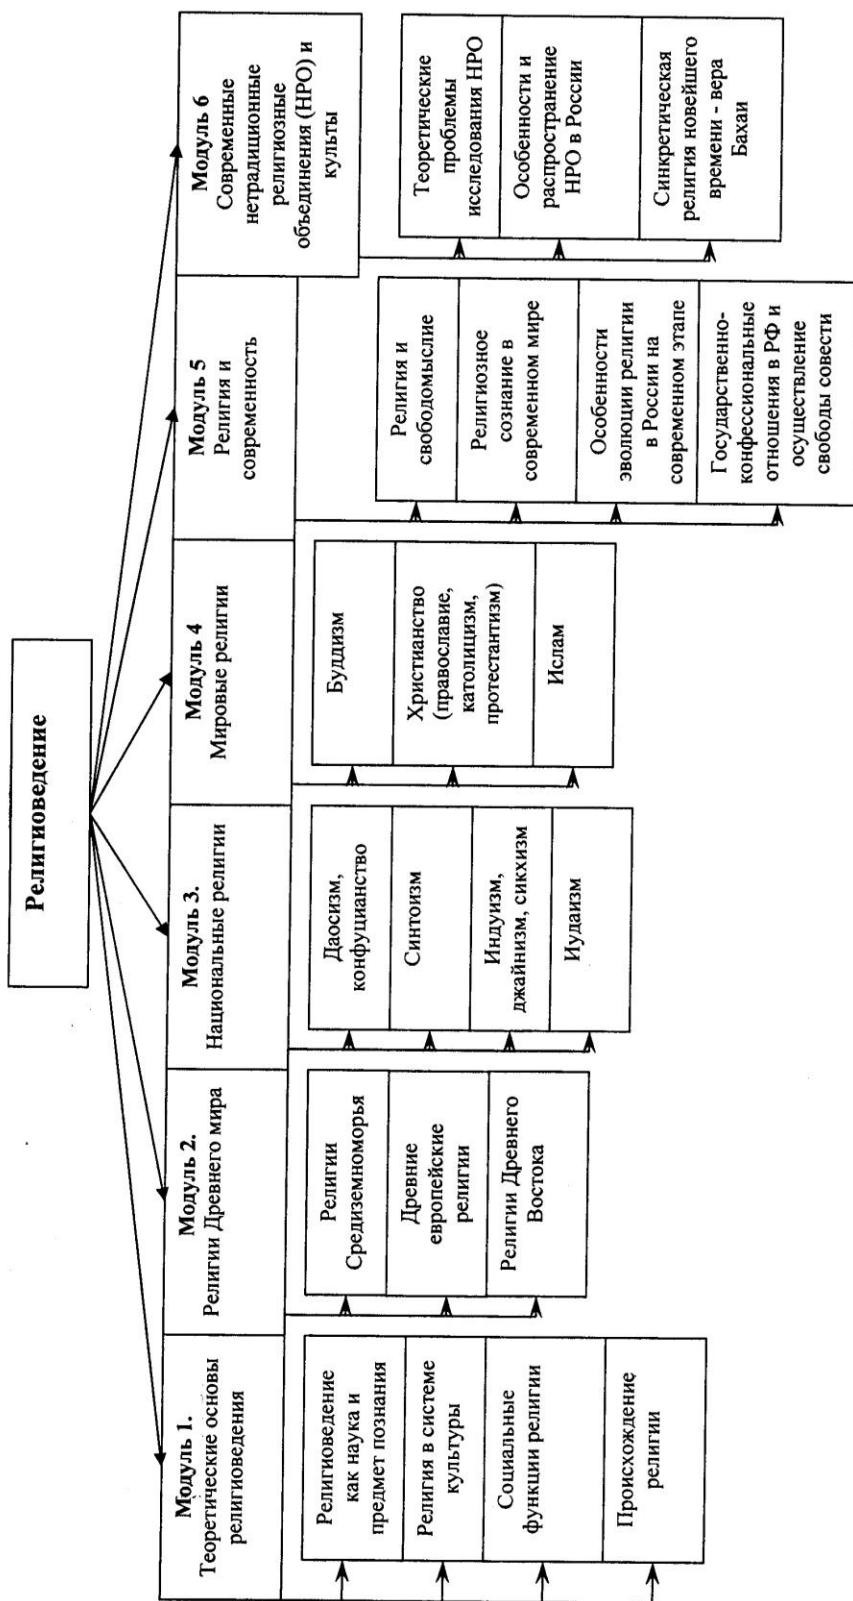 Религиоведение
Модуль 1.
Теоретические основы
религиоведения
Религиоведение
как наука и
предмет познания
Религия в системе
культуры
Социальные
функции религии
Происхождение
религии
Модуль 2.
Религии Древнего мира
Религии
Средиземноморья
Древние
европейские
религии
Религии Древнего
Востока
Модуль 3.
Национальные религии
Даосизм,
конфуцианство
Синтоизм
Индуизм,
джайнизм, сикхизм
Иудаизм
Модуль 4
Мировые религии
Буддизм
Христианство
(православие,
католицизм,
протестантизм)
Ислам
Модуль 5
Религия и
современность
Религия и
свободомыслие
Религиозное
сознание в
современном мире
Особенности
эволюции религии
в России на
современном этапе
Государственно-
конфессиональные
отношения в РФ и
осуществление
свободы совести
Модуль 6
Современные
нетрадиционные
религиозные
объединения (НРО) и
культы
Теоретические
проблемы
исследования НРО
Особенности и
распространение
НРО в России
Синкретическая
религия новейшего
времени - вера
Бахаи